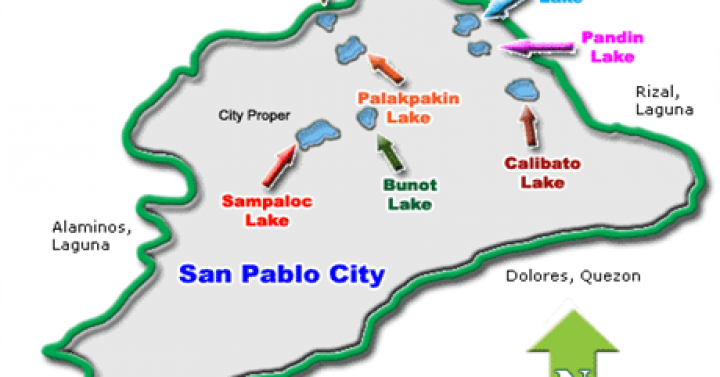 Lake
Pandin
Lake
Rizal,
Laguna
Palakpakin
Lake
City Proper
Calibato
Lake
Bunot
Lake
Sampaloc
Lake
Alaminos,
Laguna
San Pablo City
Dolores, Quezon
N